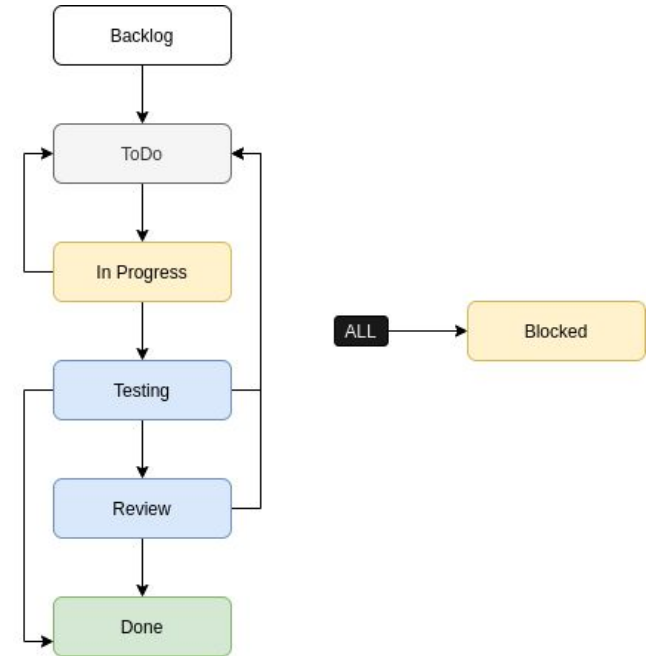 Backlog
ToDo
In Progress
ALL
Blocked
Testing
Review
Done